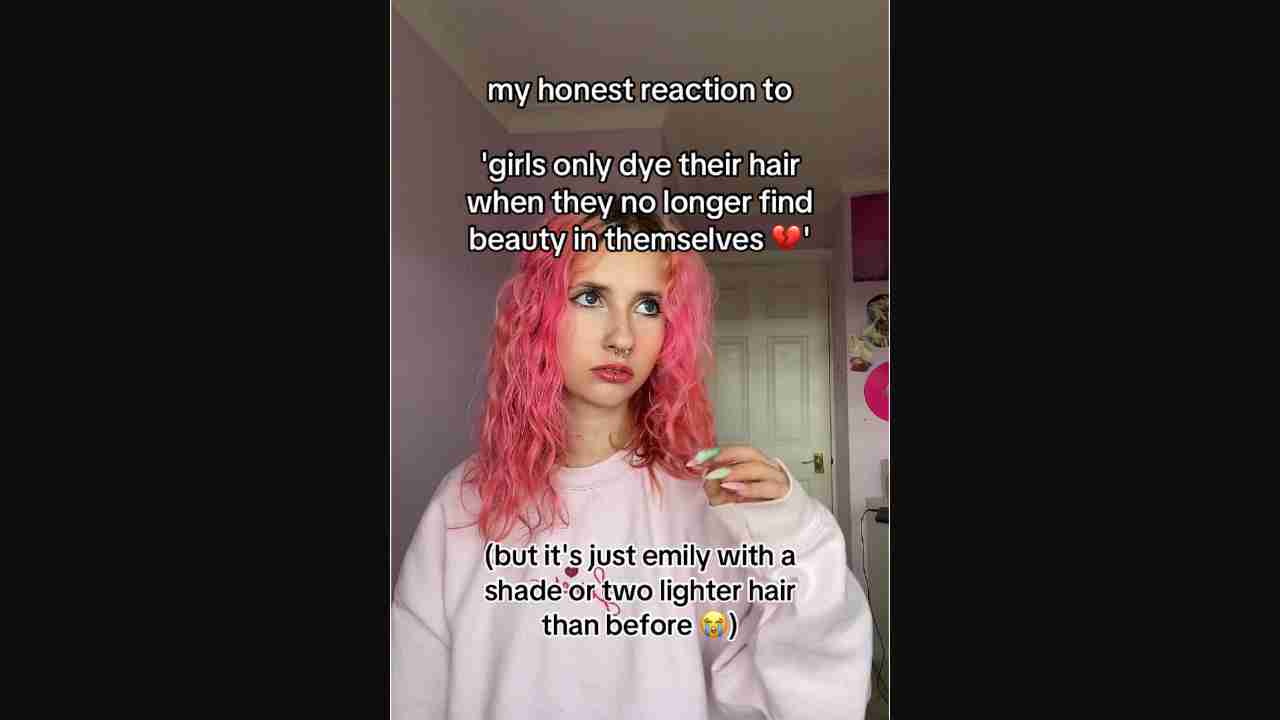 my honest reaction to
'girls only dye their hair
when they no longer find
beauty in themselves 💔'
(but it's just emily with a
shade or two lighter hair
than before 😭)